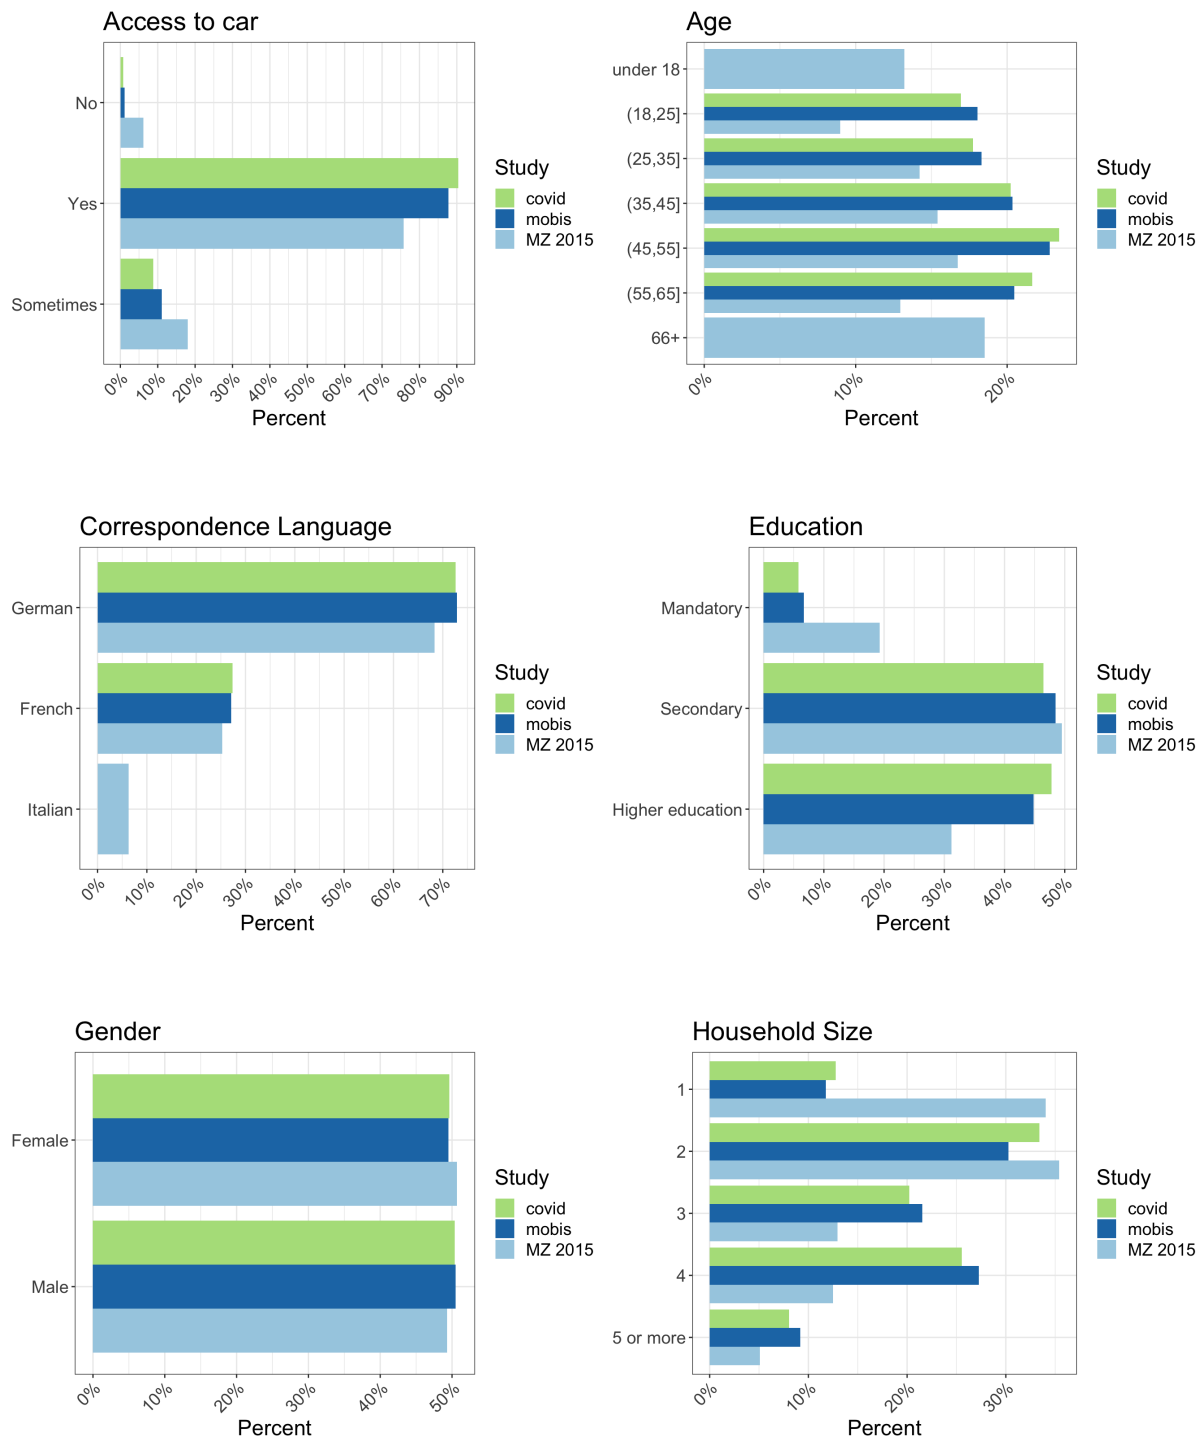 Access to car
No
Yes
Sometimes
0% 10% 20% 30% 40% 50% 60% 70% 80% 90%
Percent
Study
covid
mobis
MZ 2015
Age
under 18
(18,25]
(25,35]
(35,45]
(45,55]
(55,65]
66+
0% 10% 20%
Percent
Study
covid
mobis
MZ 2015
Correspondence Language
German
French
Italian
0% 10% 20% 30% 40% 50% 60% 70%
Percent
Study
covid
mobis
MZ 2015
Education
Mandatory
Secondary
Higher education
0% 10% 20% 30% 40% 50%
Percent
Study
covid
mobis
MZ 2015
Gender
Female
Male
0% 10% 20% 30% 40% 50%
Percent
Study
covid
mobis
MZ 2015
Household Size
1
2
3
4
5 or more
0% 10% 20% 30%
Percent
Study
covid
mobis
MZ 2015